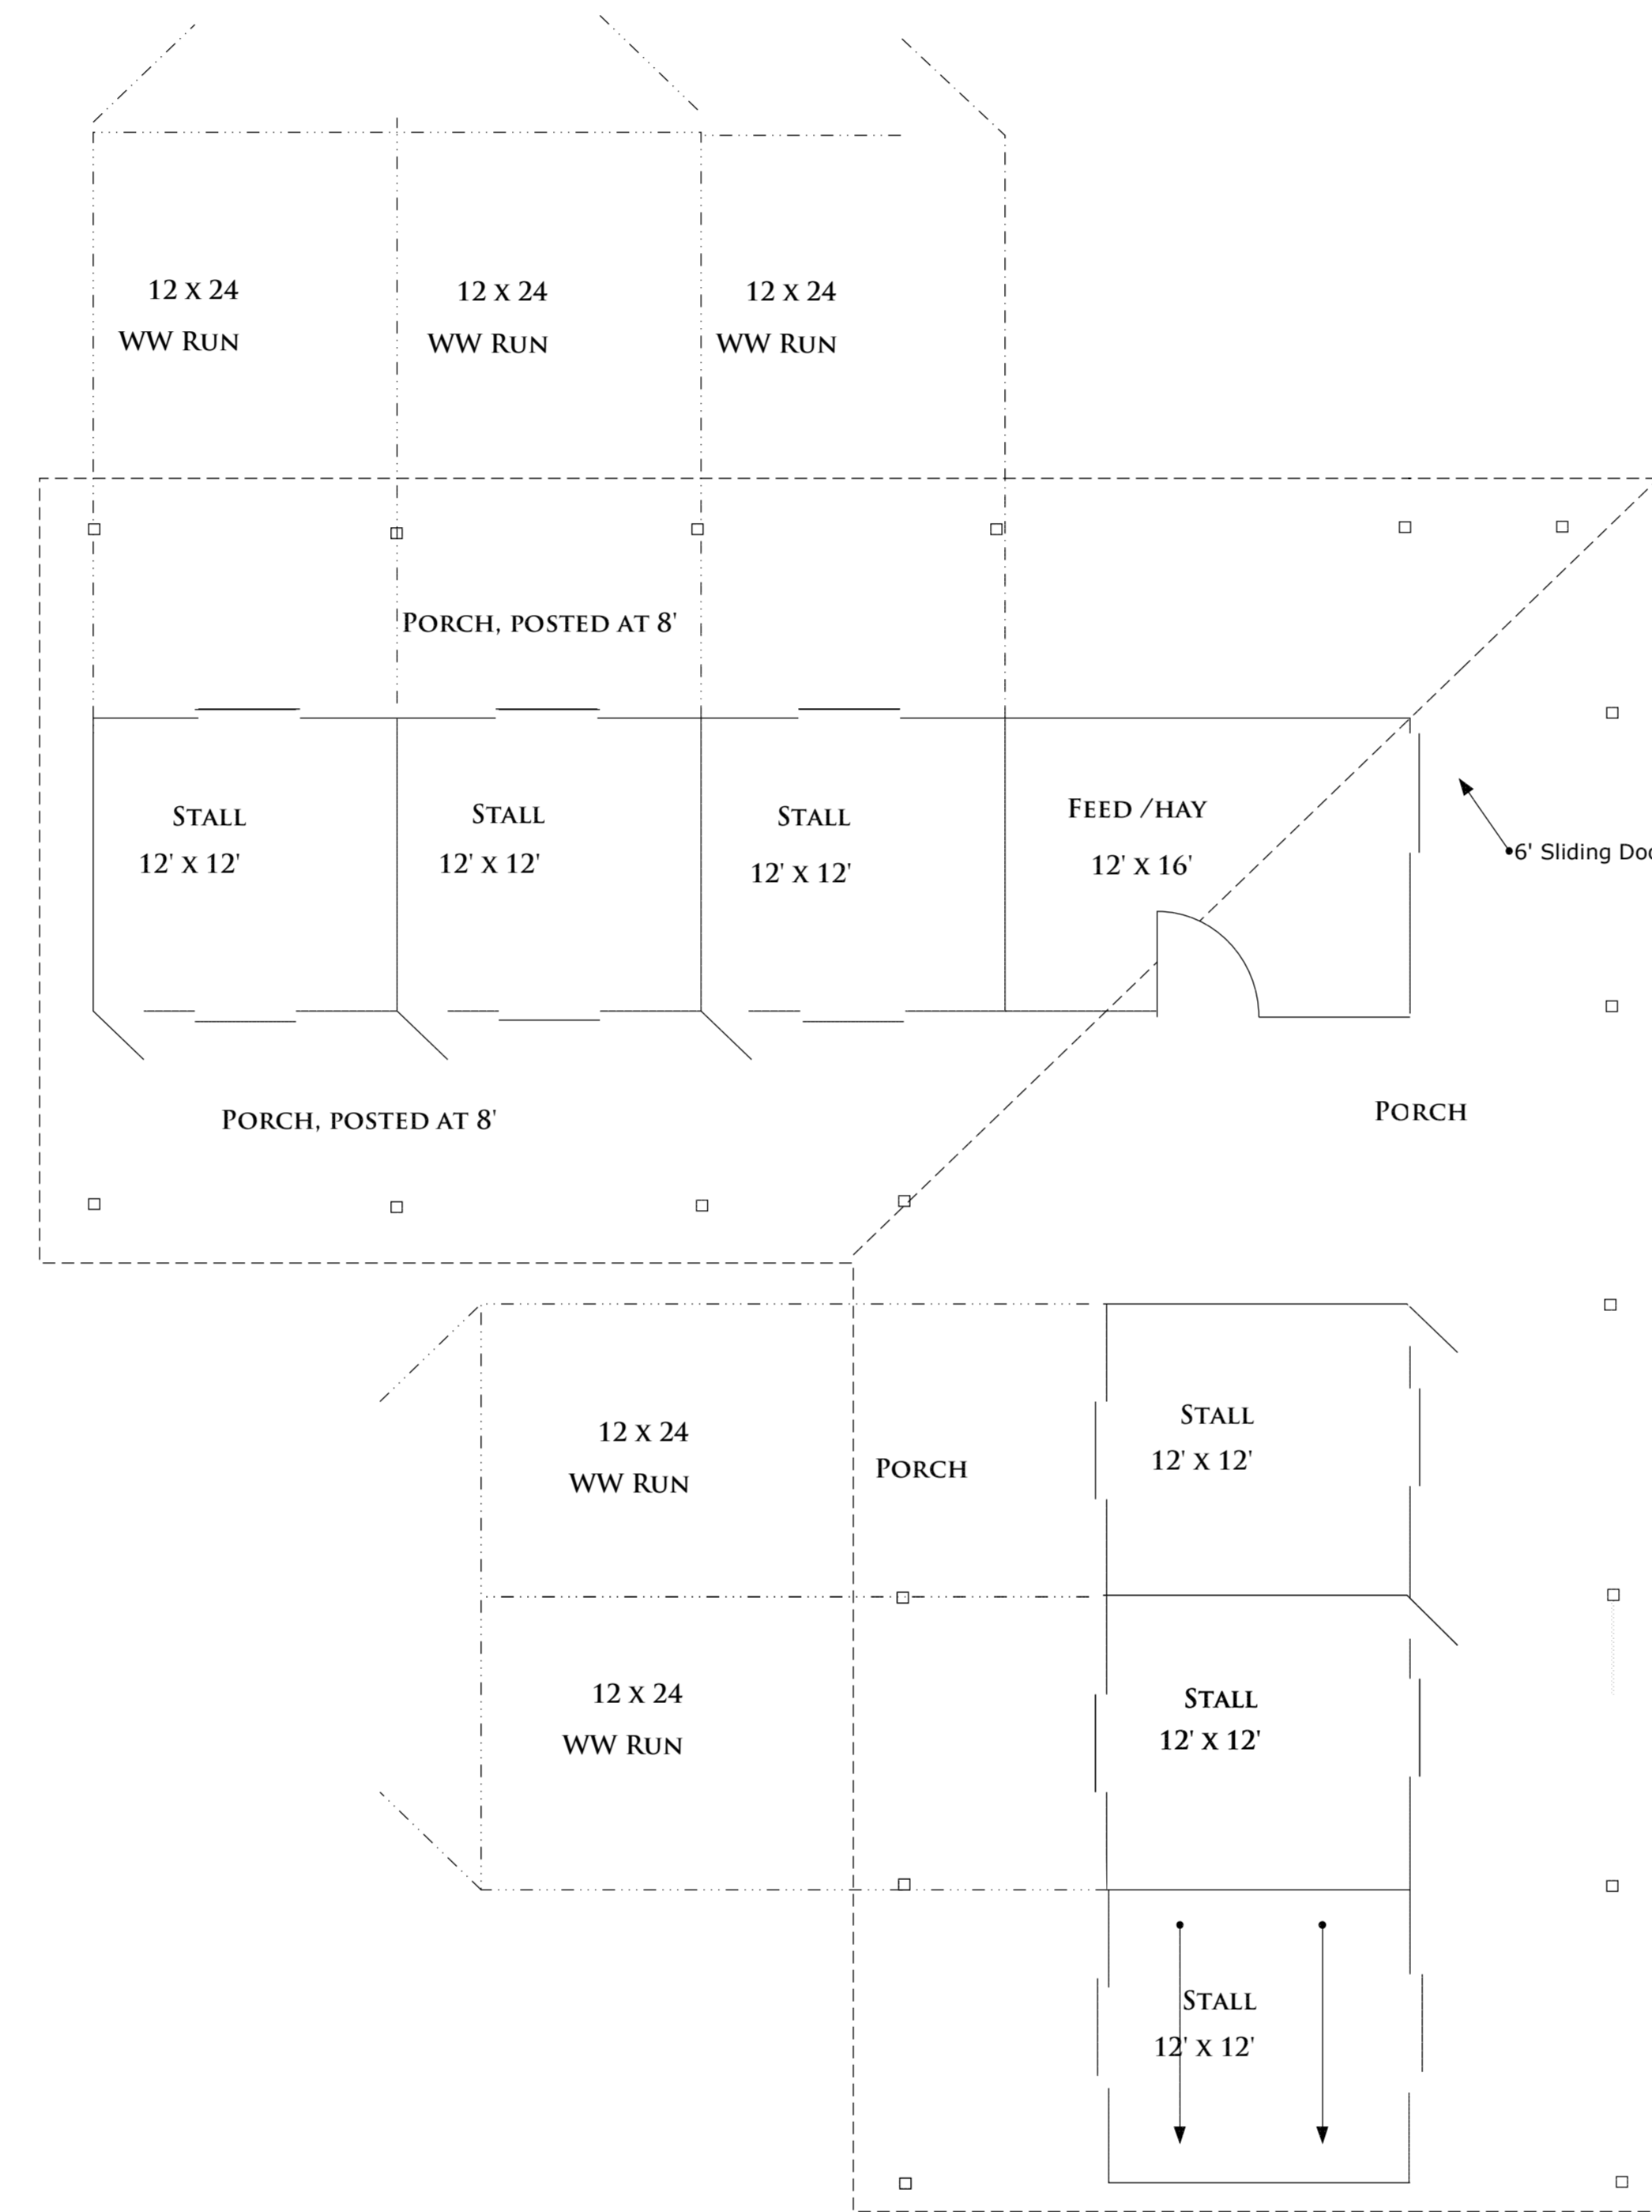 12 x 24
WW Run
12 x 24
WW Run
12 x 24
WW Run
Porch, posted at 8'
Stall
12' x 12'
Stall
12' x 12'
Stall
12' x 12'
Feed /hay
12' x 16'
6' Sliding Doo
Porch, posted at 8'
Porch
12 x 24
WW Run
Porch
Stall
12' x 12'
12 x 24
WW Run
Stall
12' x 12'
Stall
12' x 12'